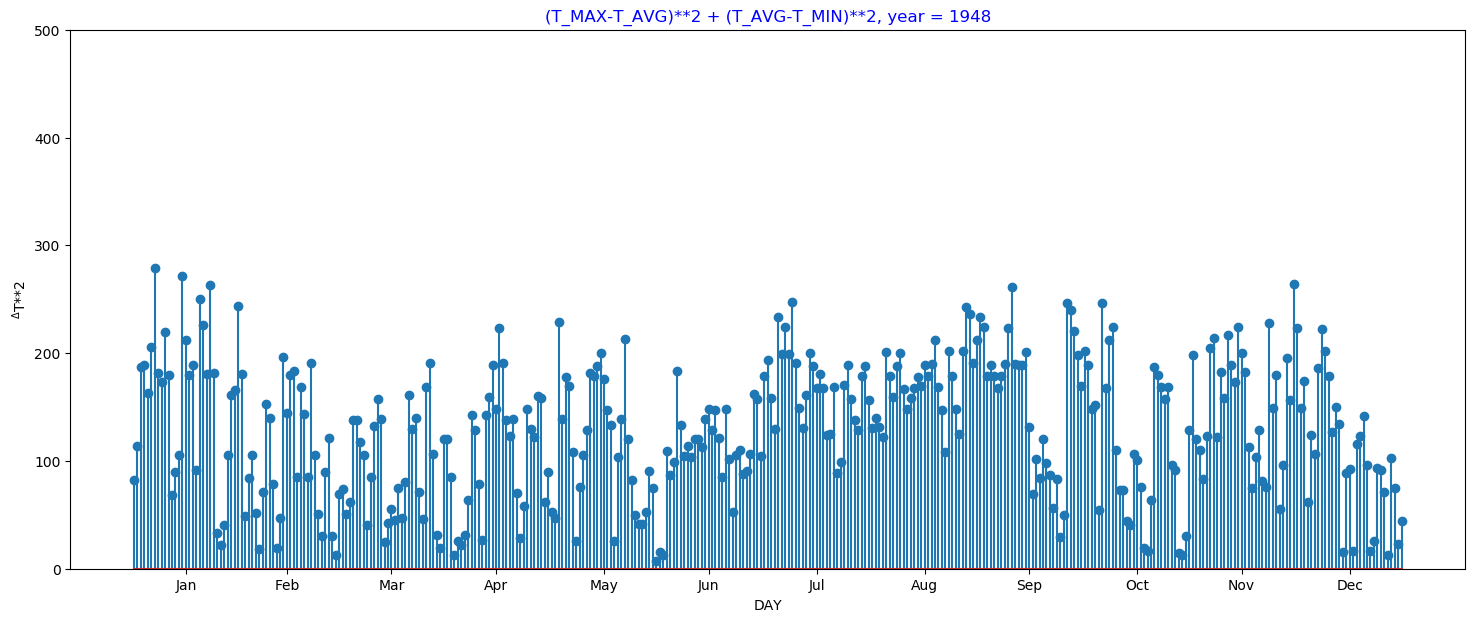 (T_MAX-T_AVG)**2 + (T_AVG-T_MIN)**2, year = 1948
500
400
300
200
100
0
ΔT**2
Jan Feb Mar Apr May Jun Jul Aug Sep Oct Nov Dec
DAY